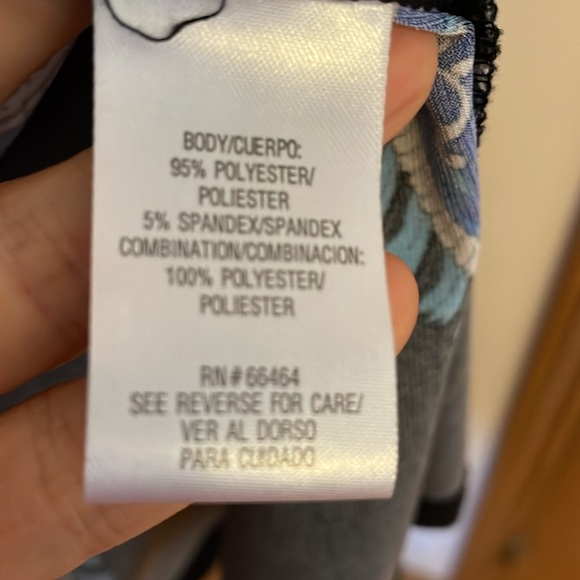 BODY/CUERPO:
95% POLYESTER/
POLIESTER
5% SPANDEX/SPANDEX
COMBINATION/COMBINACION:
100% POLYESTER/
POLIESTER
RN#66464
SEE REVERSE FOR CARE/
VER AL DORSO
PARA CUIDADO